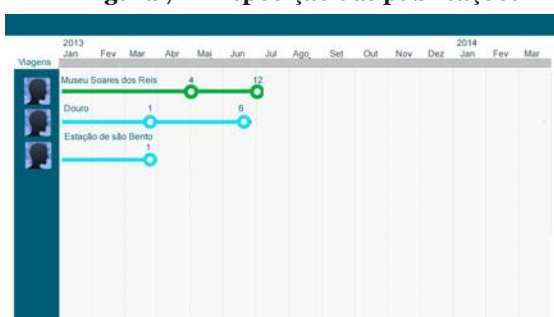 2013
2014
Jan Fev Mar Abr Mai Jun Jul Ago Set Out Nov Dez Jan Fev Mar
Viagens
Museu Soares dos Reis 4 12
Douro 1 6
Estação de são Bento
1